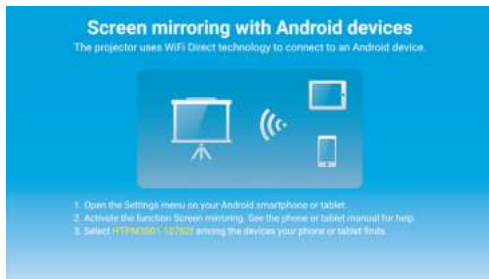 Screen mirroring with Android devices
The projector uses WiFi Direct technology to connect to an Android device.
1. Open the Settings menu on your Android smartphone or tablet.
2. Activate the function Screen mirroring. See the phone or tablet manual for help.
3. Select among the devices your phone or tablet finds.